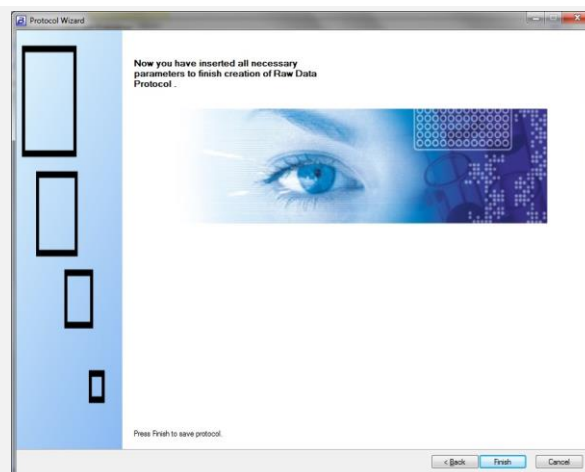 Protocol Wizard
Now you have inserted all necessary
parameters to finish creation of Raw Data
Protocol .
Press Finish to save protocol.
< Back
Finish
Cancel